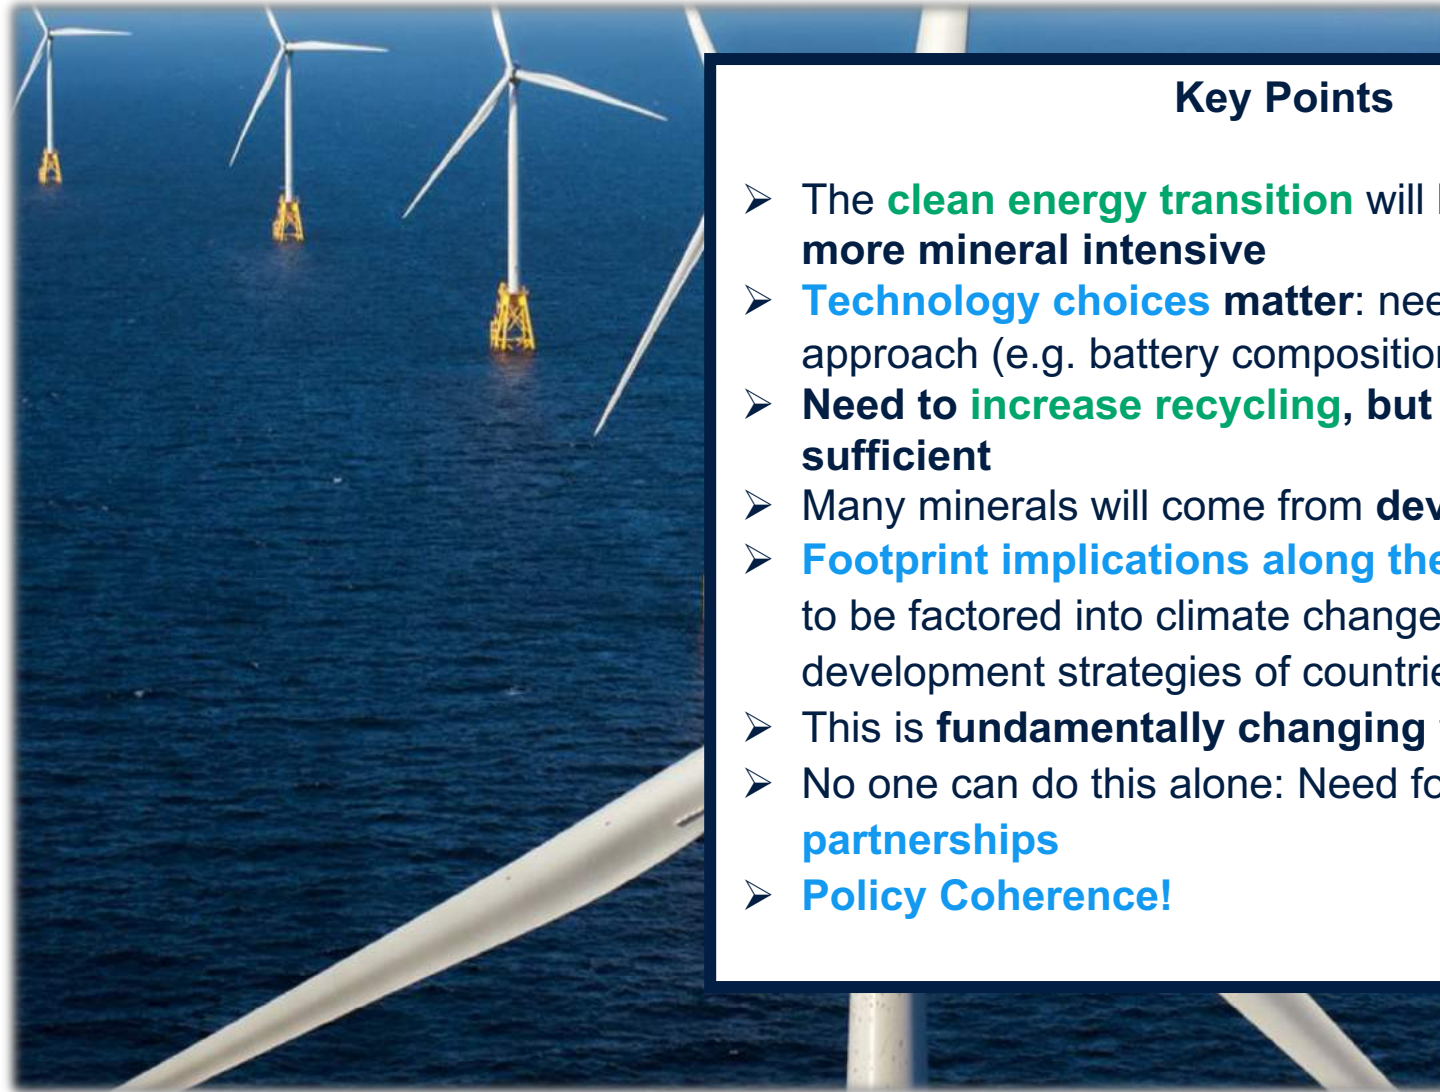 Key Points
➢ The clean energy transition will
more mineral intensive
➢ Technology choices matter:
approach (e.g. battery
➢ Need to increase recycling, but
sufficient
➢ Many minerals will come from
➢ Footprint implications along the
to be factored into climate change
development strategies of
➢ This is fundamentally changing
➢ No one can do this alone: Need
partnerships
➢ Policy Coherence!